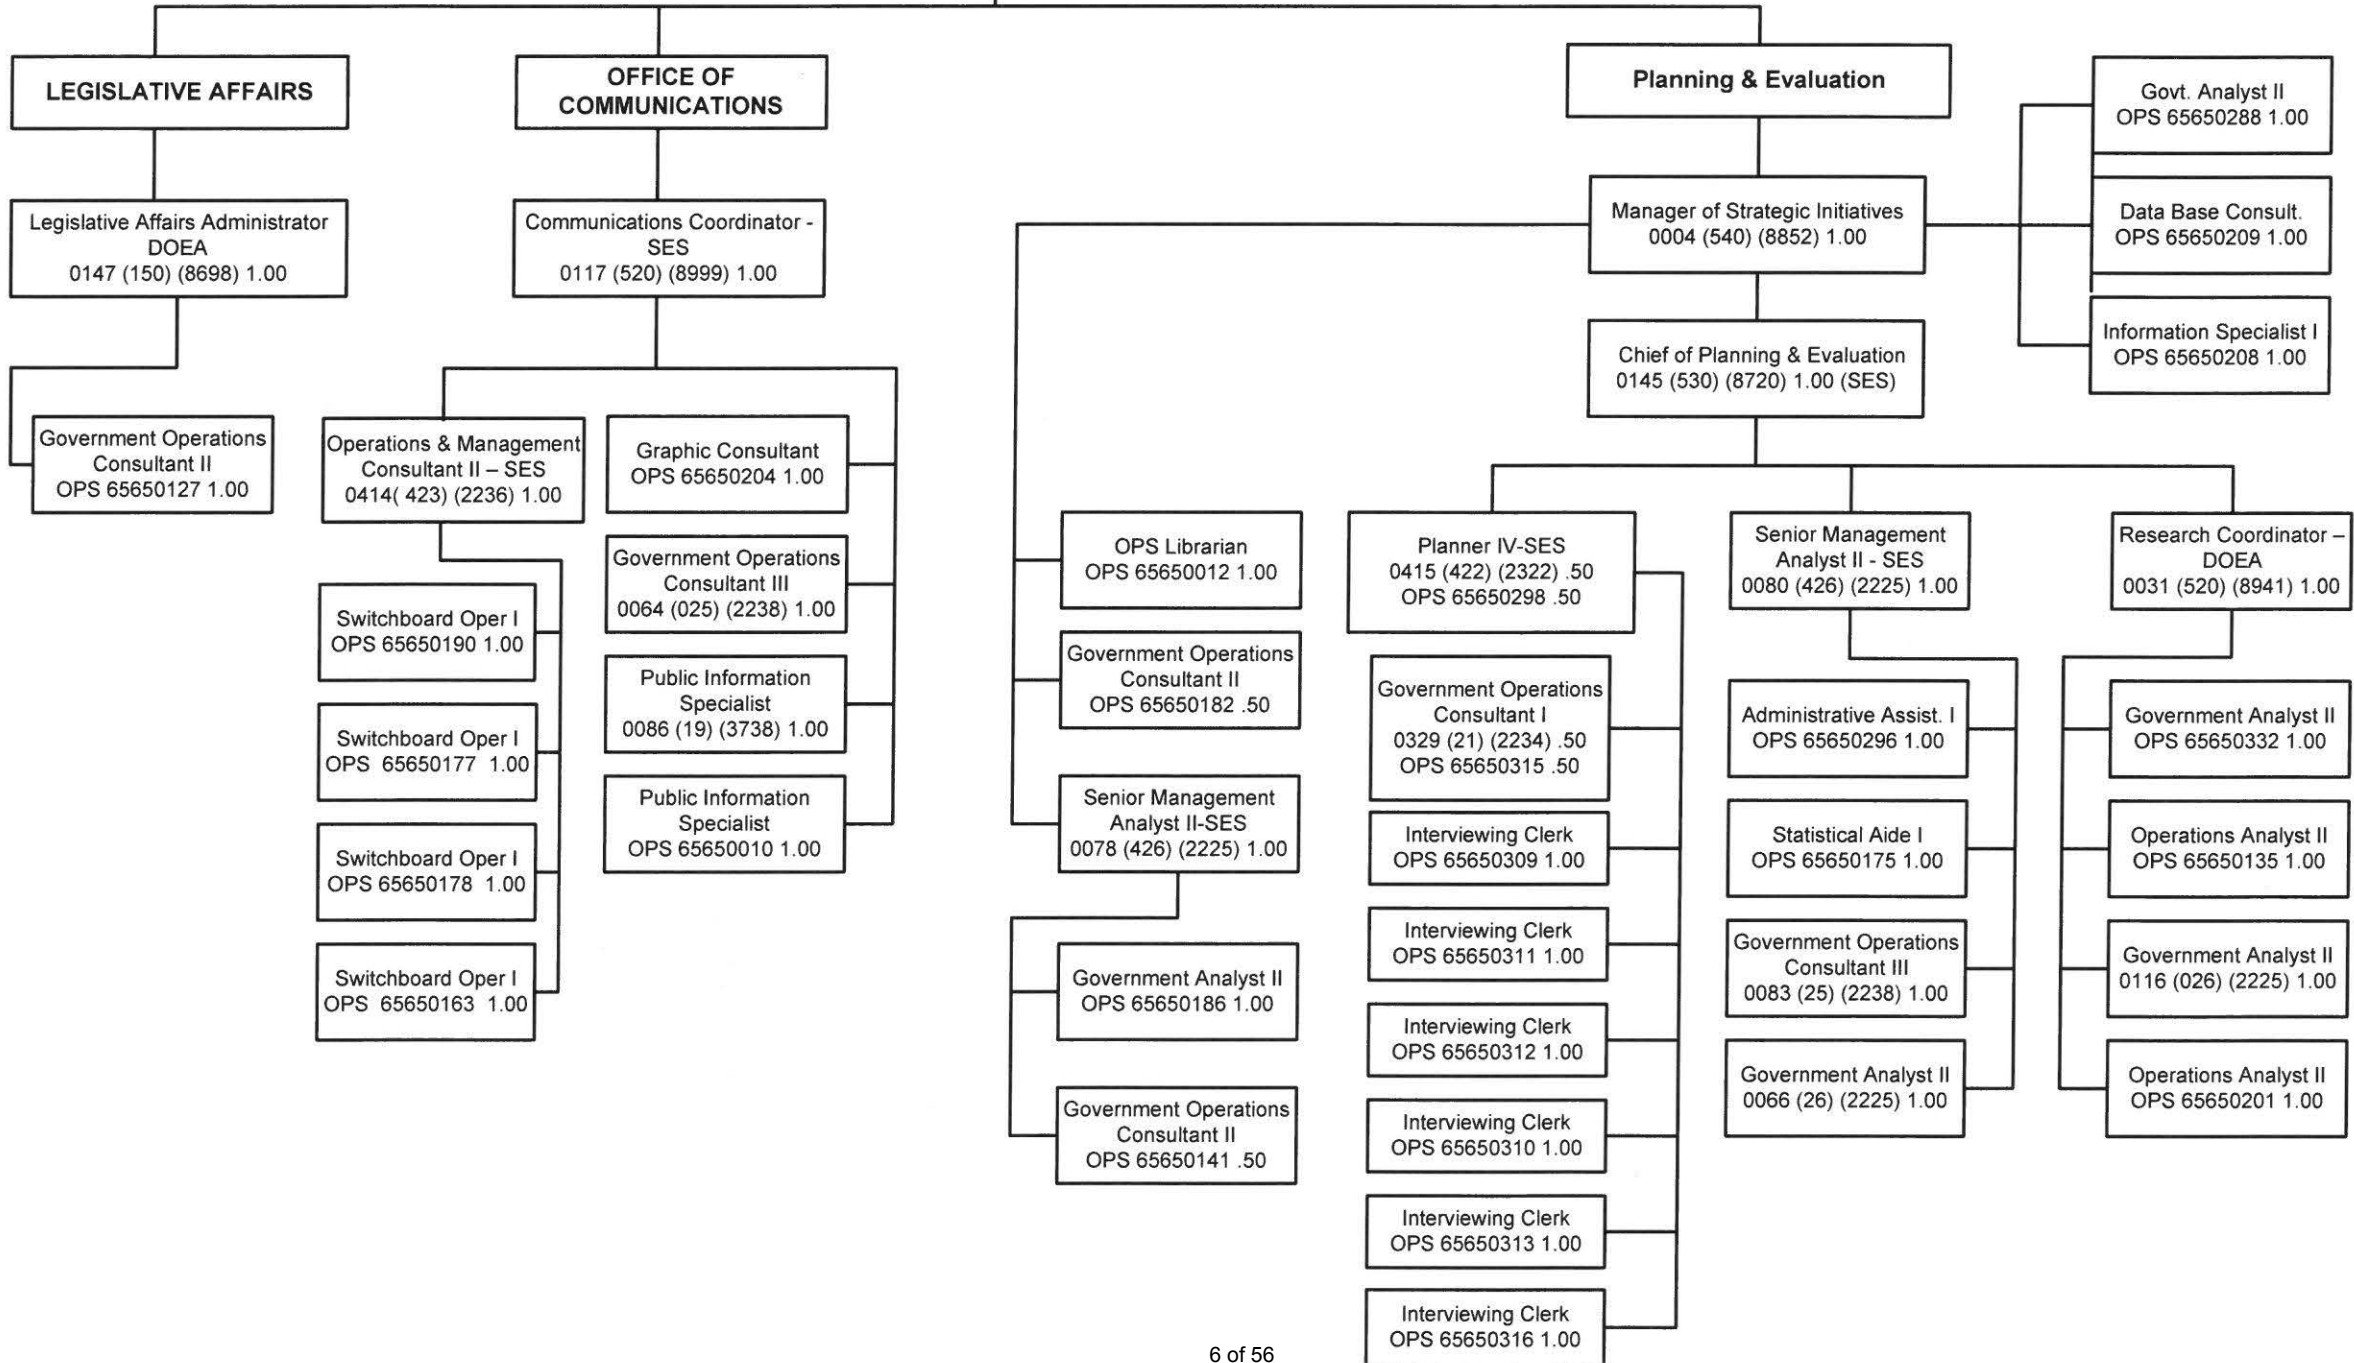 LEGISLATIVE AFFAIRS
Legislative Affairs Administrator
DOEA
0147 (150) (8698) 1.00
Government Operations
Consultant II
OPS 65650127 1.00
OFFICE OF
COMMUNICATIONS
Communications Coordinator -
SES
0117 (520) (8999) 1.00
Operations & Management
Consultant II – SES
0414( 423) (2236) 1.00
Switchboard Oper I
OPS 65650190 1.00
Switchboard Oper I
OPS  65650177  1.00
Switchboard Oper I
OPS 65650178  1.00
Switchboard Oper I
OPS  65650163  1.00
Graphic Consultant
OPS 65650204 1.00
Government Operations
Consultant III
0064 (025) (2238) 1.00
Public Information
Specialist
0086 (19) (3738) 1.00
Public Information
Specialist
OPS 65650010 1.00
Planning & Evaluation
Manager of Strategic Initiatives
0004 (540) (8852) 1.00
Govt. Analyst II
OPS 65650288 1.00
Data Base Consult.
OPS 65650209 1.00
Information Specialist I
OPS 65650208 1.00
Chief of Planning & Evaluation
0145 (530) (8720) 1.00 (SES)
OPS Librarian
OPS 65650012 1.00
Government Operations
Consultant II
OPS 65650182 .50
Senior Management
Analyst II-SES
0078 (426) (2225) 1.00
Government Analyst II
OPS 65650186 1.00
Government Operations
Consultant II
OPS 65650141 .50
Planner IV-SES
0415 (422) (2322) .50
OPS 65650298 .50
Government Operations
Consultant I
0329 (21) (2234) .50
OPS 65650315 .50
Interviewing Clerk
OPS 65650309 1.00
Interviewing Clerk
OPS 65650311 1.00
Interviewing Clerk
OPS 65650312 1.00
Interviewing Clerk
OPS 65650310 1.00
Interviewing Clerk
OPS 65650313 1.00
Interviewing Clerk
OPS 65650316 1.00
Senior Management
Analyst II - SES
0080 (426) (2225) 1.00
Administrative Assist. I
OPS 65650296 1.00
Statistical Aide I
OPS 65650175 1.00
Government Operations
Consultant III
0083 (25) (2238) 1.00
Government Analyst II
0066 (26) (2225) 1.00
Research Coordinator –
DOEA
0031 (520) (8941) 1.00
Government Analyst II
OPS 65650332 1.00
Operations Analyst II
OPS 65650135 1.00
Government Analyst II
0116 (026) (2225) 1.00
Operations Analyst II
OPS 65650201 1.00
6 of 56